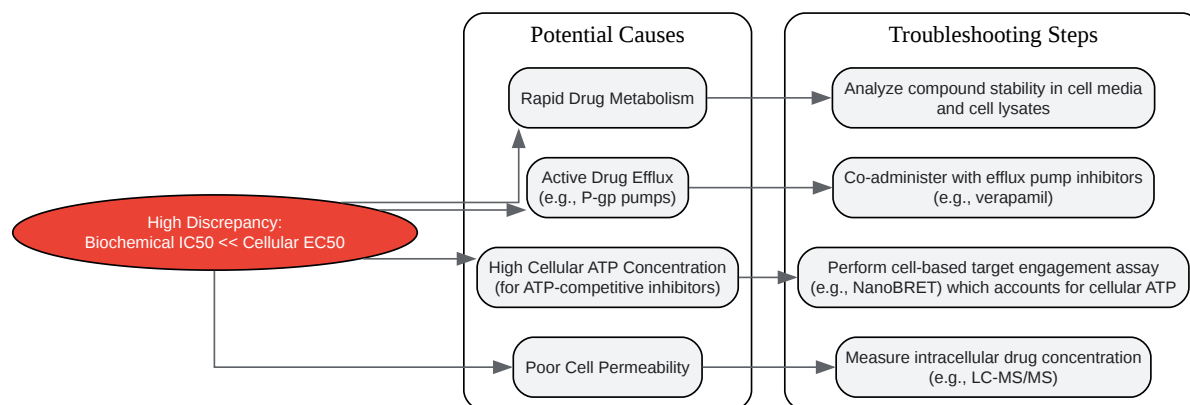 High Discrepancy:
Biochemical IC50 << Cellular EC50
Potential Causes
Rapid Drug Metabolism
Active Drug Efflux
(e.g., P-gp pumps)
High Cellular ATP Concentration
(for ATP-competitive inhibitors)
Poor Cell Permeability
Troubleshooting Steps
Analyze compound stability in cell media
and cell lysates
Co-administer with efflux pump inhibitors
(e.g., verapamil)
Perform cell-based target engagement assay
(e.g., NanoBRET) which accounts for cellular ATP
Measure intracellular drug concentration
(e.g., LC-MS/MS)